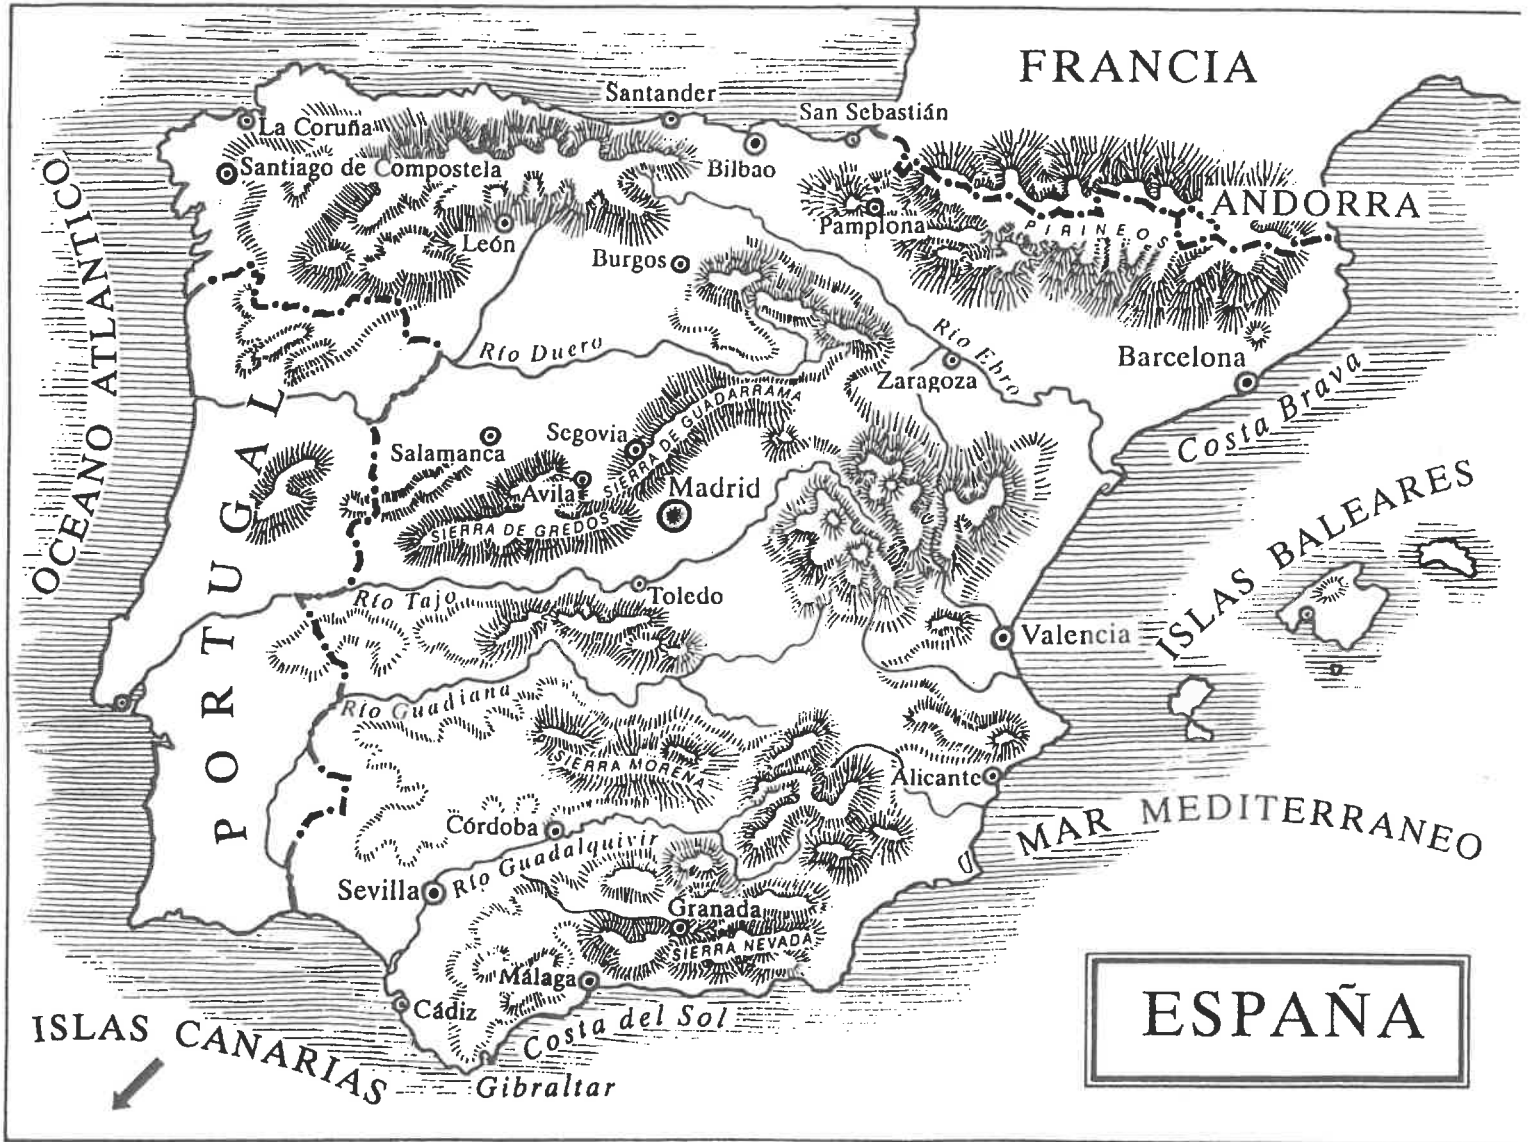 FRANCIA
Santander
San Sebastián
La Coruña
Bilbao
Santiago de Compostela
ANDORRA
Pamplona
PIRINEOS
León
Burgos
OCEANO ATLANTICO
Río Duero
Río Ebro
Barcelona
Zaragoza
Costa Brava
SIERRA DE GUADARRAMA
Segovia
Salamanca
Avila
Madrid
SIERRA DE GREDOS
ISLAS BALEARES
PORTUGAL
Río Tajo
Toledo
Valencia
Río Guadiana
SIERRA MORENA
Alicante
MAR MEDITERRANEO
Córdoba
Río Guadalquivir
Sevilla
Granada
SIERRA NEVADA
Málaga
Cádiz
Costa del Sol
ISLAS CANARIAS
Gibraltar
ESPAÑA